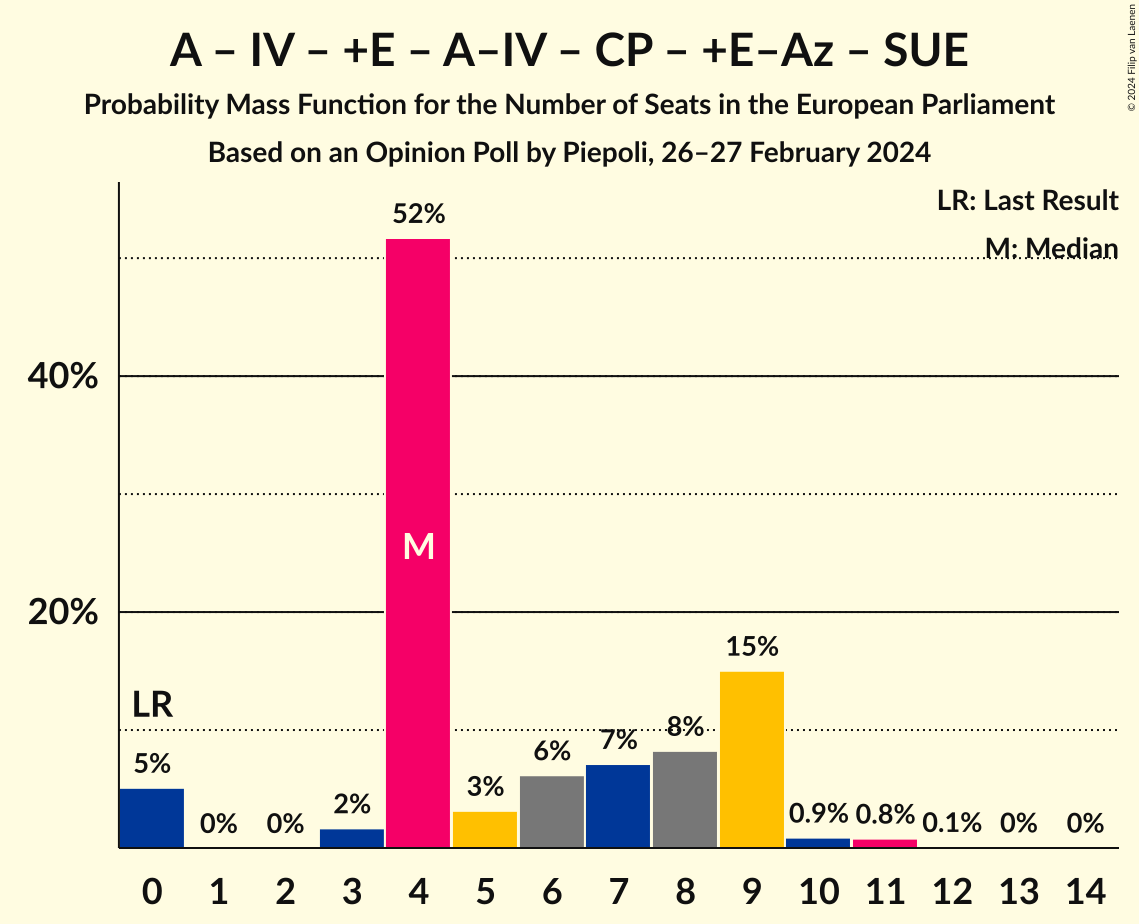 A – IV – +E – A–IV – CP – +E–Az – SUE
Probability Mass Function for the Number of Seats in the European Parliament
Based on an Opinion Poll by Piepoli, 26–27 February 2024
© 2024 Filip van Laenen
LR: Last Result
M: Median
40%
20%
LR
M
5%
0%
0%
2%
52%
3%
6%
7%
8%
15%
0.9%
0.8%
0.1%
0%
0%
0 1 2 3 4 5 6 7 8 9 10 11 12 13 14